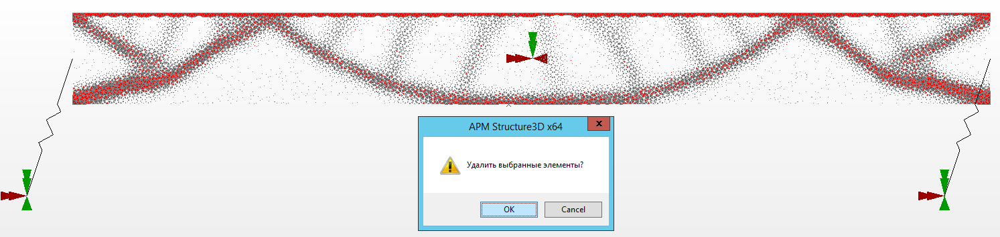 APM Structure3D x64
x
Удалить выбранные элементы?
OK
Cancel